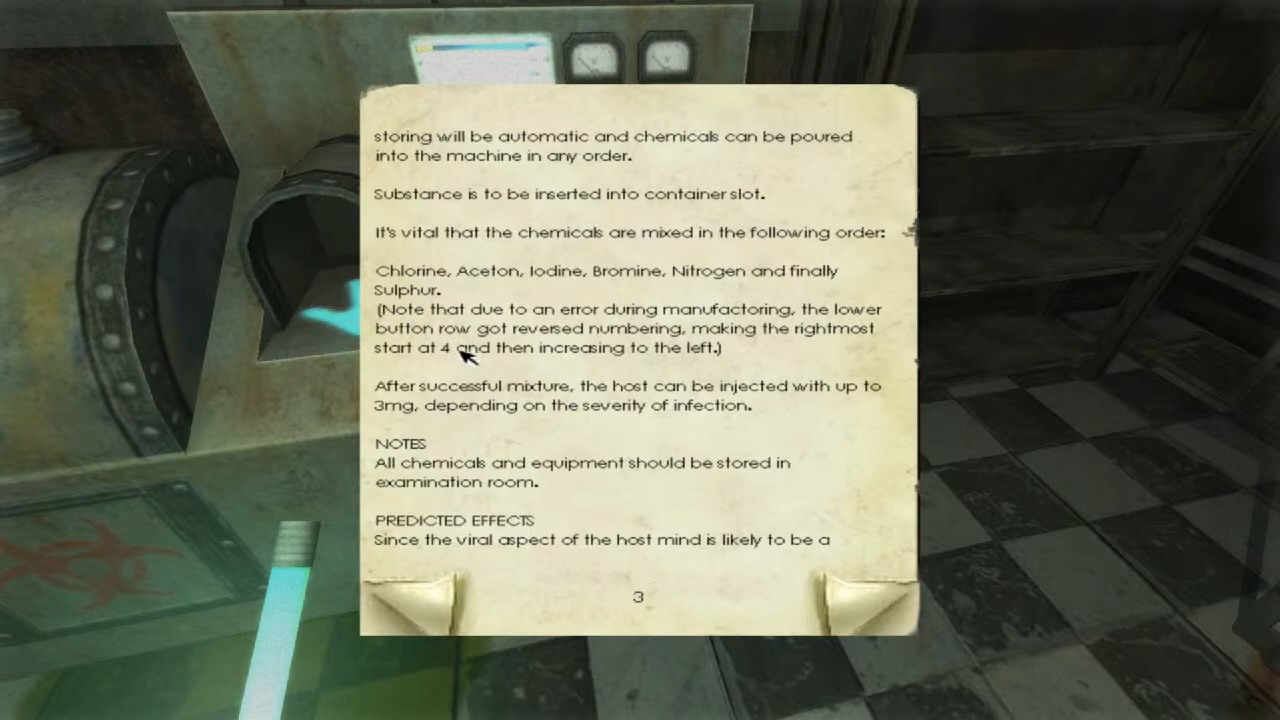 storing will be automatic and chemicals can be poured
into the machine in any order.
Substance is to be inserted into container slot.
It's vital that the chemicals are mixed in the following order:
Chlorine, Aceton, Iodine, Bromine, Nitrogen and finally
Sulphur.
(Note that due to an error during manufactoring, the lower
button row got reversed numbering, making the rightmost
start at 4 and then increasing to the left.)
After successful mixture, the host can be injected with up to
3mg, depending on the severity of infection.
NOTES
All chemicals and equipment should be stored in
examination room.
PREDICTED EFFECTS
Since the viral aspect of the host mind is likely to be a
3